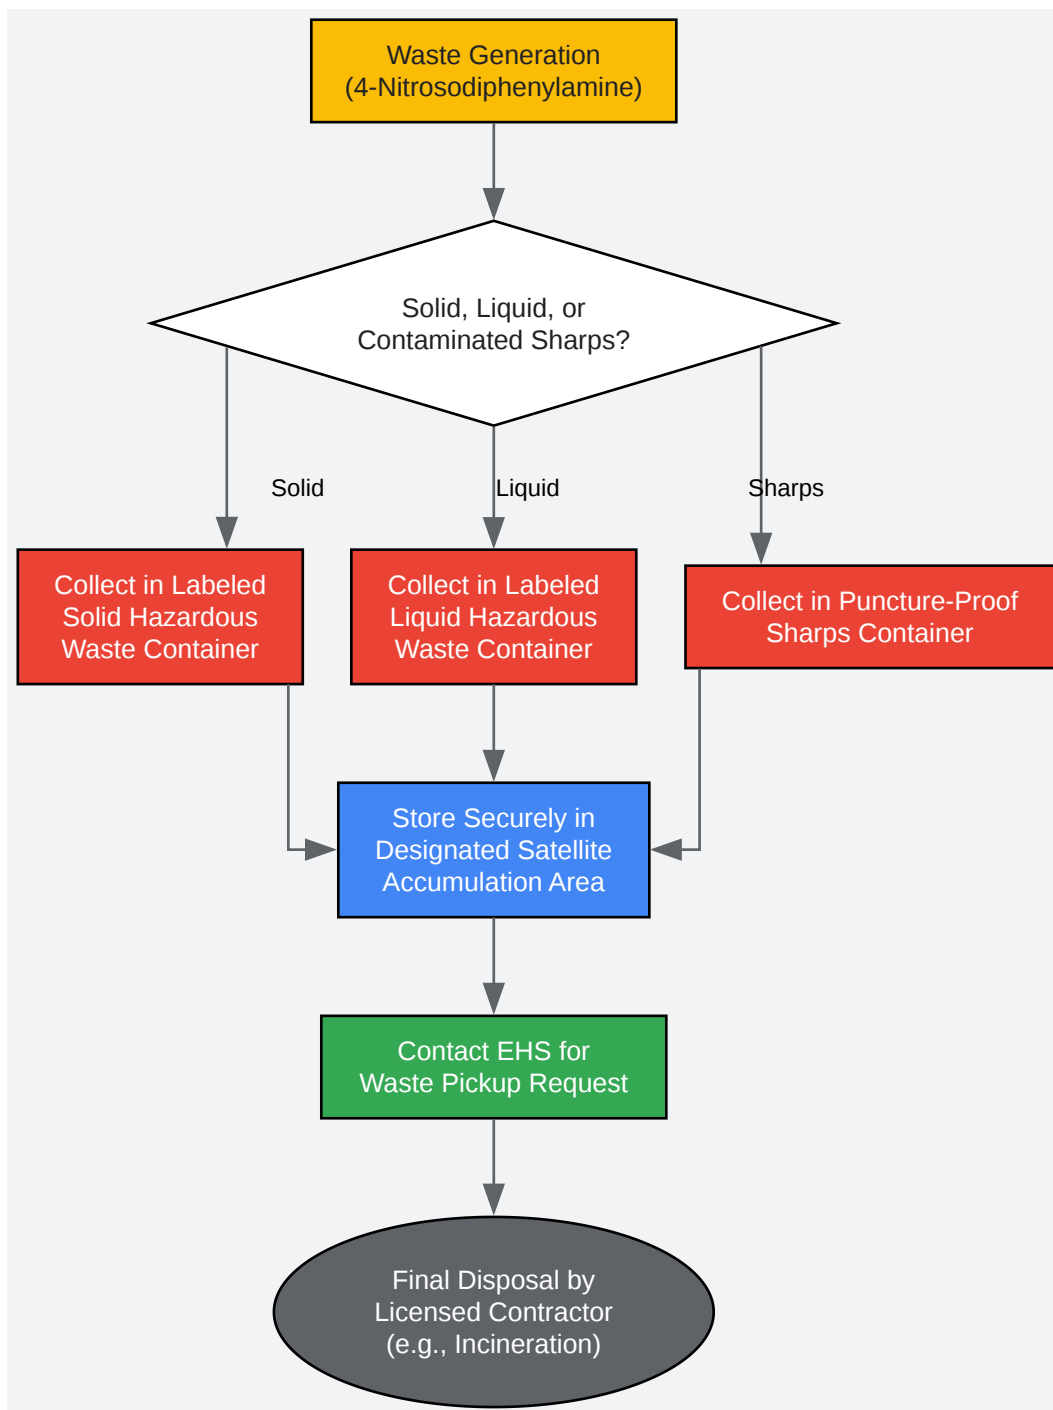 Waste Generation
(4-Nitrosodiphenylamine)
Solid, Liquid, or
Contaminated Sharps?
Solid
Liquid
Sharps
Collect in Labeled
Solid Hazardous
Waste Container
Collect in Labeled
Liquid Hazardous
Waste Container
Collect in Puncture-Proof
Sharps Container
Store Securely in
Designated Satellite
Accumulation Area
Contact EHS for
Waste Pickup Request
Final Disposal by
Licensed Contractor
(e.g., Incineration)